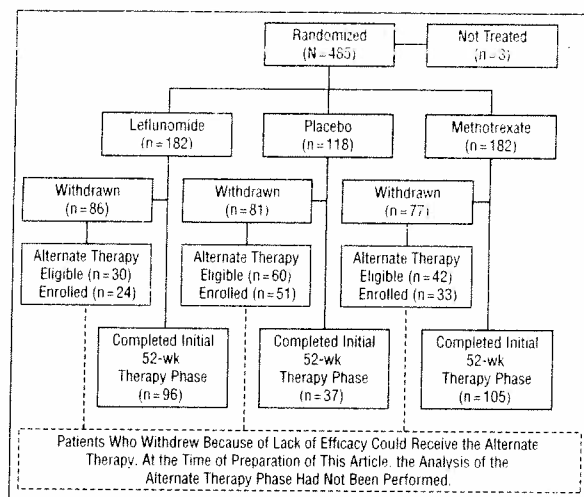 Randomized
(N=485)
Not Treated
(n=3)
Leflunomide
(n=182)
Placebo
(n=118)
Methotrexate
(n=182)
Withdrawn
(n=86)
Withdrawn
(n=81)
Withdrawn
(n=77)
Alternate Therapy
Eligible (n=30)
Enrolled (n=24)
Alternate Therapy
Eligible (n=60)
Enrolled (n=51)
Alternate Therapy
Eligible (n=42)
Enrolled (n=33)
Completed Initial
52-wk
Therapy Phase
(n=96)
Completed Initial
52-wk
Therapy Phase
(n=37)
Completed Initial
52-wk
Therapy Phase
(n=105)
Patients Who Withdrew Because of Lack of Efficacy Could Receive the Alternate
Therapy. At the Time of Preparation of This Article, the Analysis of the
Alternate Therapy Phase Had Not Been Performed.